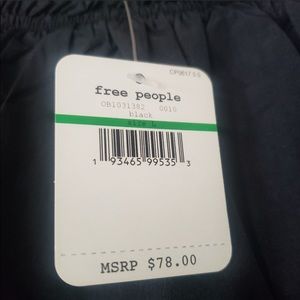 free people
OB1031382 0010
black
1 93465 99535 3
MSRP $78.00